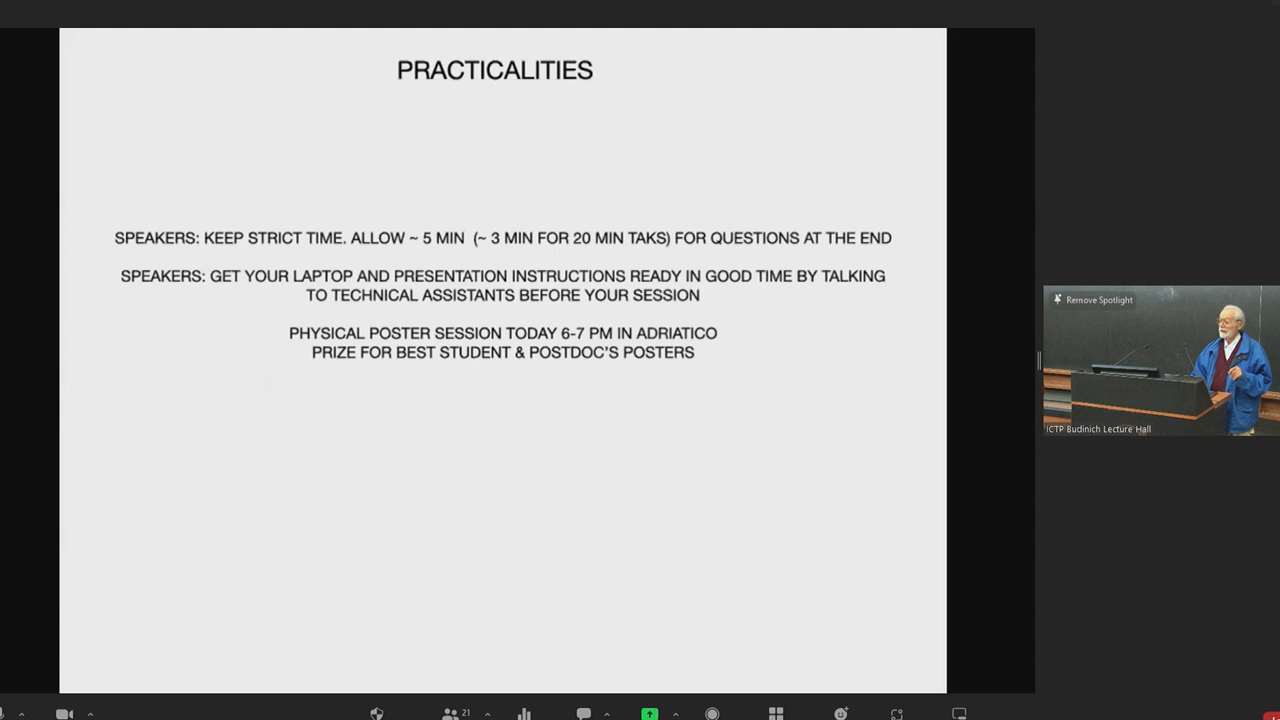 PRACTICALITIES
SPEAKERS: KEEP STRICT TIME. ALLOW ~ 5 MIN (~ 3 MIN FOR 20 MIN TAKS) FOR QUESTIONS AT THE END
SPEAKERS: GET YOUR LAPTOP AND PRESENTATION INSTRUCTIONS READY IN GOOD TIME BY TALKING
TO TECHNICAL ASSISTANTS BEFORE YOUR SESSION
PHYSICAL POSTER SESSION TODAY 6-7 PM IN ADRIATICO
PRIZE FOR BEST STUDENT & POSTDOC'S POSTERS
Remove Spotlight
ICTP Budinich Lecture Hall
21